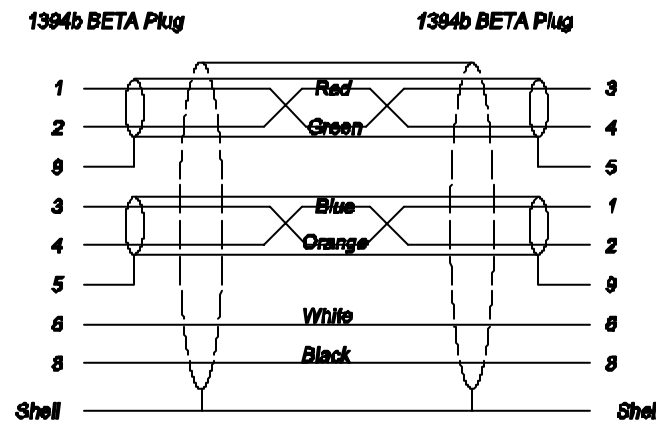 1394b BETA Plug 1394b BETA Plug
1 Red 3
2 Green 4
9 5
3 Blue 1
4 Orange 2
5 9
6 White 6
8 Black 8
Shell Shel